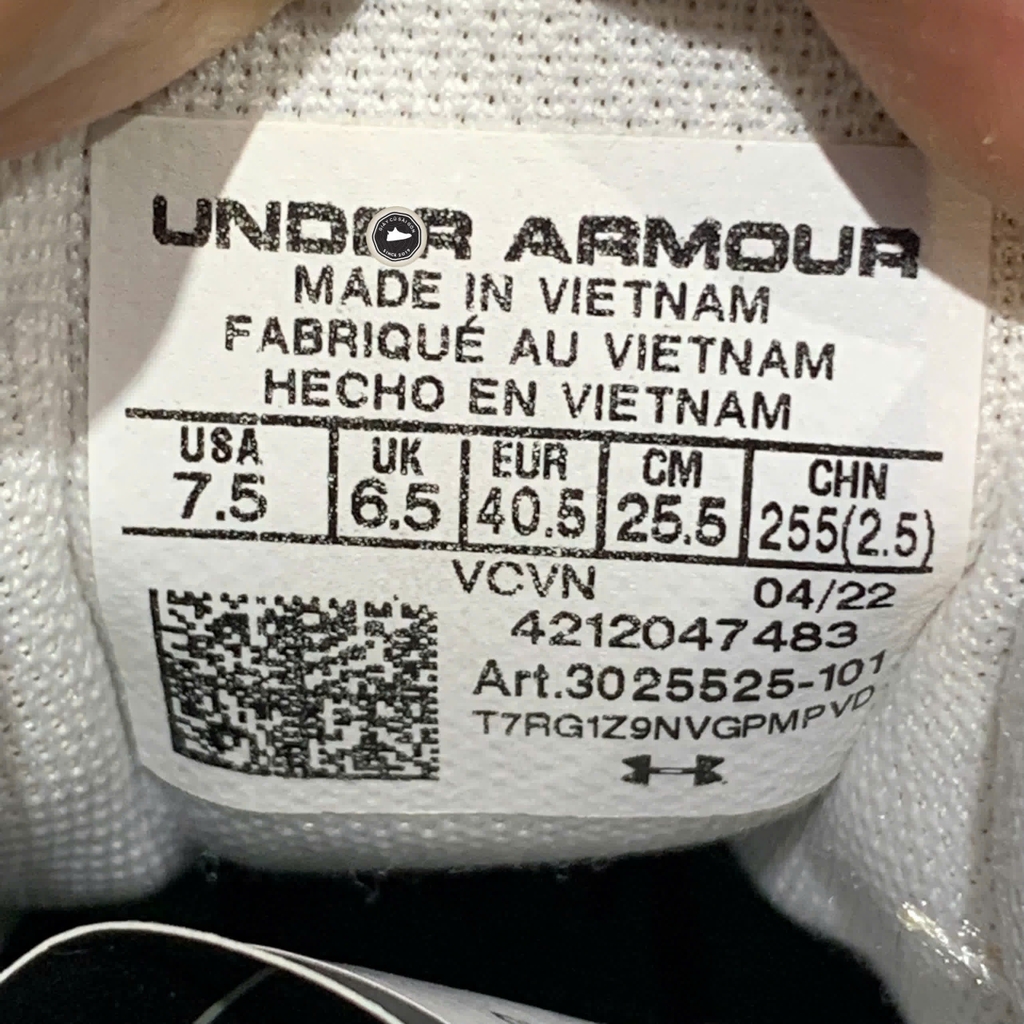 UNDER ARMOUR
MADE IN VIETNAM
FABRIQUÉ AU VIETNAM
HECHO EN VIETNAM
USA UK EUR CM CHN
7.5 6.5 40.5 25.5 255(2.5)
VCVN 04/22
4212047483
Art.3025525-101
T7RG1Z9NVGPMPVD